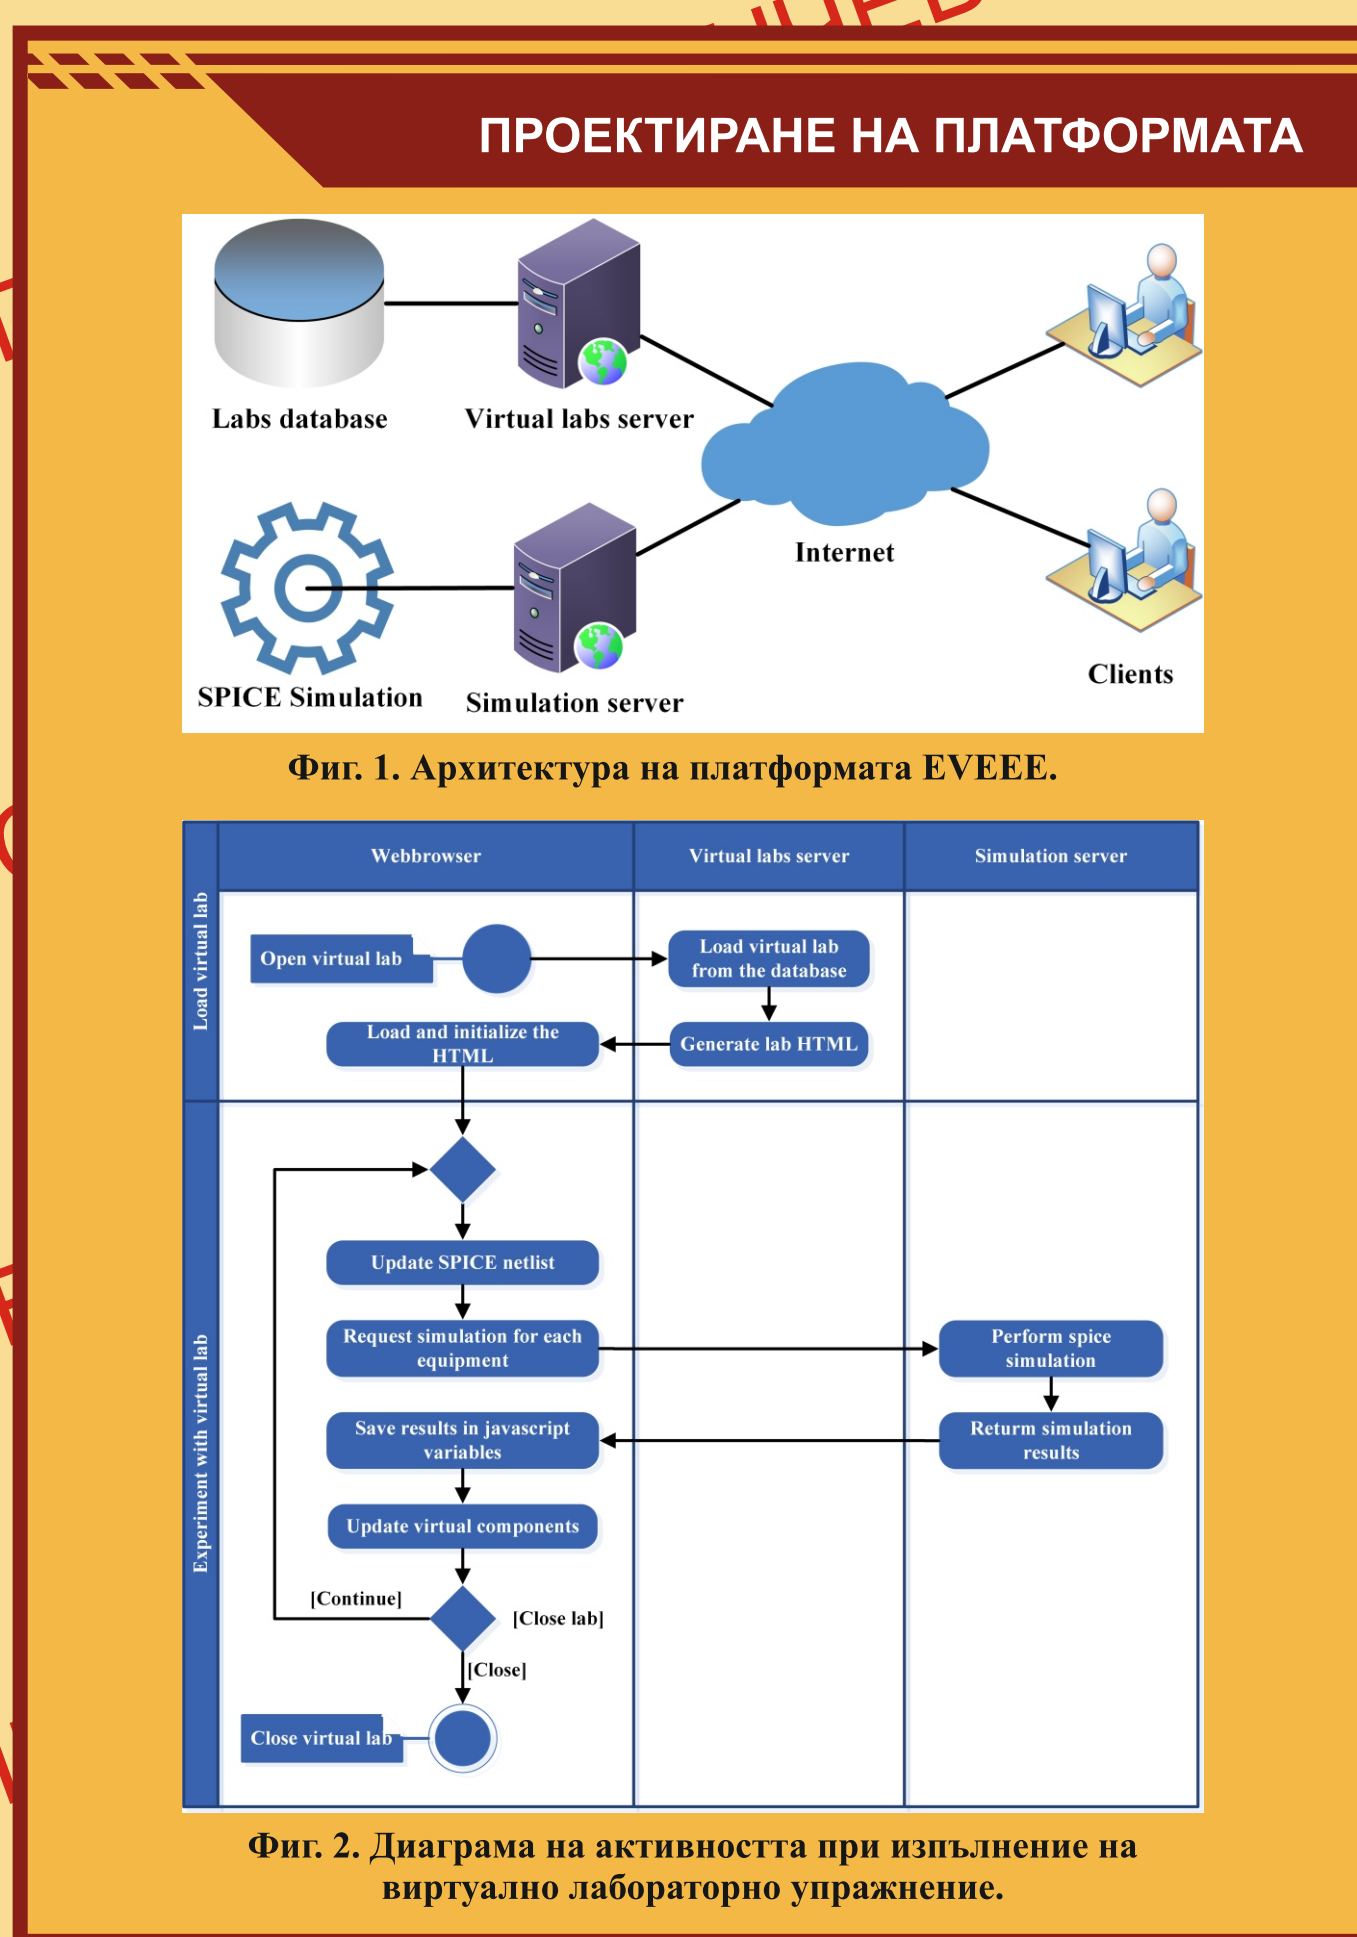 ПРОЕКТИРАНЕ НА ПЛАТФОРМАТА
Labs database
Virtual labs server
SPICE Simulation
Simulation server
Internet
Clients
Фиг. 1. Архитектура на платформата EVEEE.
Webbrowser
Virtual labs server
Simulation server
Load virtual lab
Open virtual lab
Load virtual lab
from the database
Load and initialize the
HTML
Generate lab HTML
Experiment with virtual lab
Update SPICE netlist
Request simulation for each
equipment
Perform spice
simulation
Save results in javascript
variables
Returm simulation
results
Update virtual components
[Continue]
[Close lab]
[Close]
Close virtual lab
Фиг. 2. Диаграма на активността при изпълнение на
виртуално лабораторно упражнение.